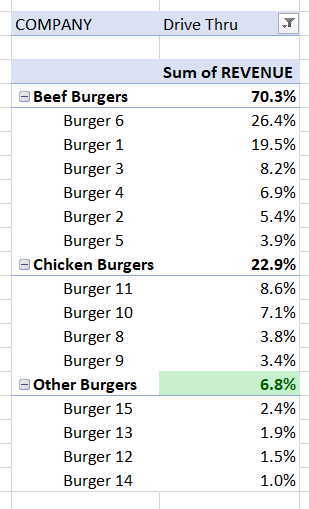 COMPANY Drive Thru
Sum of REVENUE
Beef Burgers 70.3%
Burger 6 26.4%
Burger 1 19.5%
Burger 3 8.2%
Burger 4 6.9%
Burger 2 5.4%
Burger 5 3.9%
Chicken Burgers 22.9%
Burger 11 8.6%
Burger 10 7.1%
Burger 8 3.8%
Burger 9 3.4%
Other Burgers 6.8%
Burger 15 2.4%
Burger 13 1.9%
Burger 12 1.5%
Burger 14 1.0%